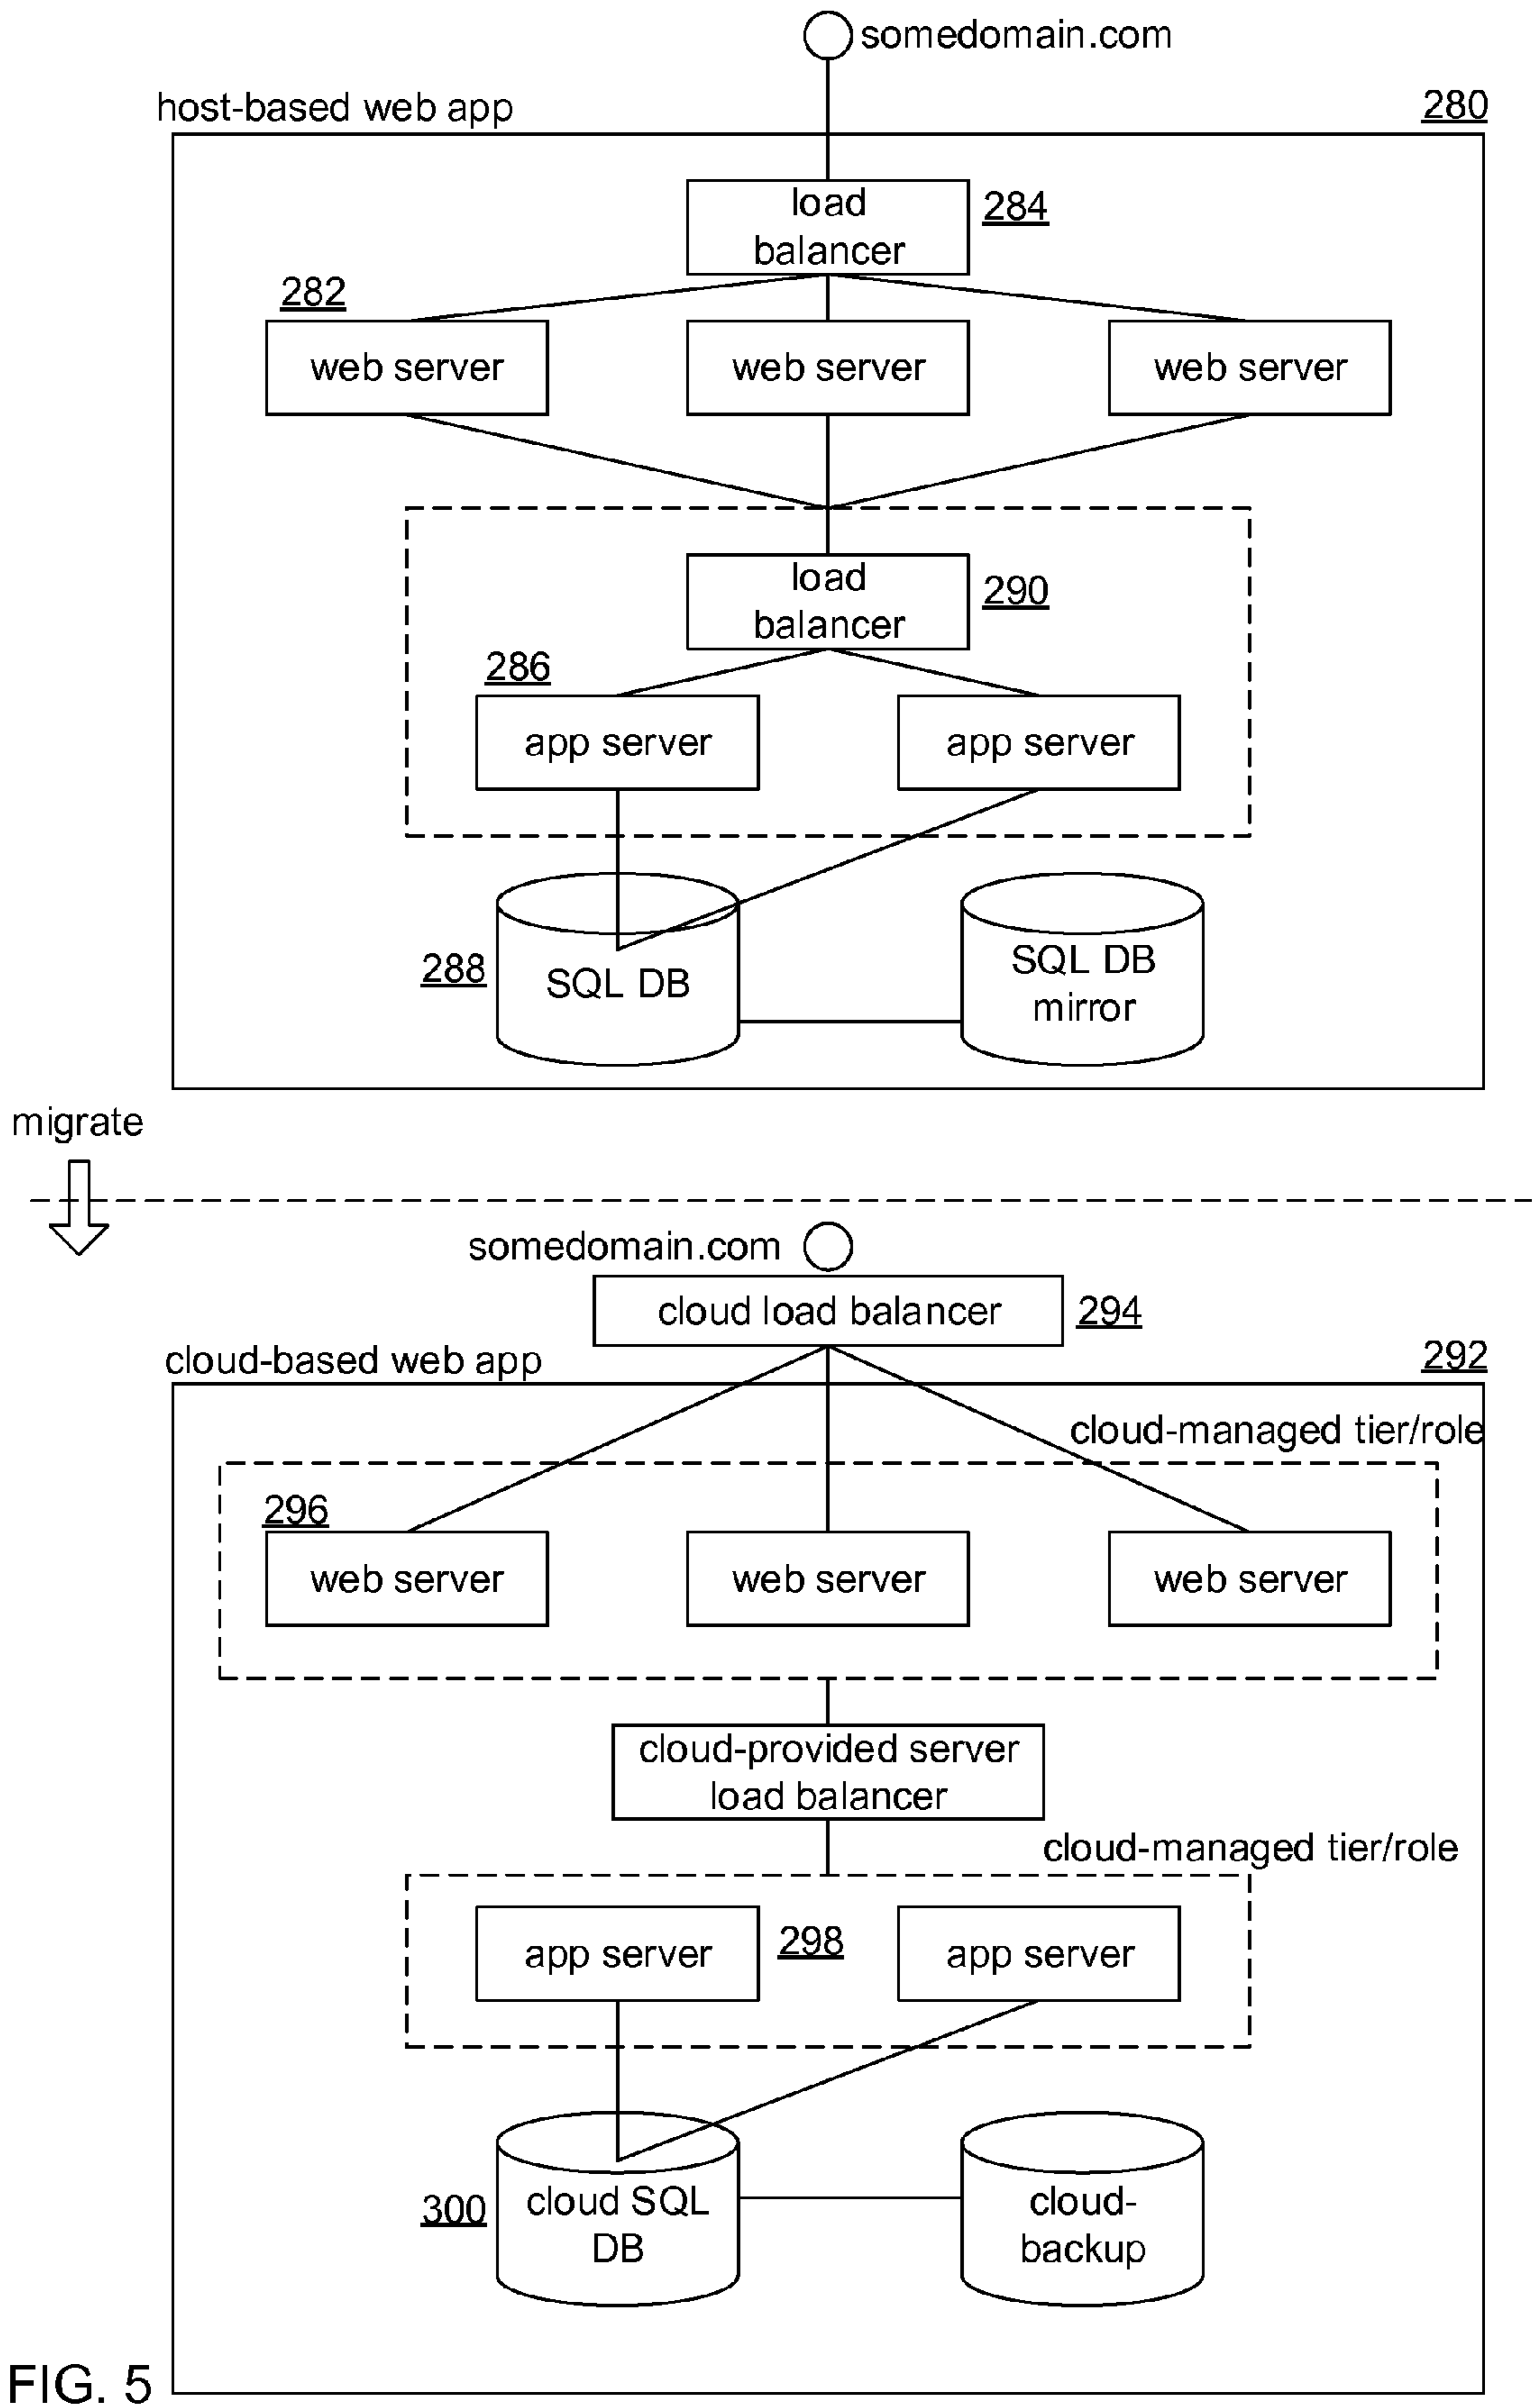 somedomain.com
host-based web app
280
load
balancer
284
282
web server
web server
web server
load
balancer
290
286
app server
app server
288
SQL DB
SQL DB
mirror
migrate
somedomain.com
cloud load balancer
294
cloud-based web app
292
cloud-managed tier/role
296
web server
web server
web server
cloud-provided server
load balancer
cloud-managed tier/role
app server
298
app server
300
cloud SQL
DB
cloud-
backup
FIG. 5